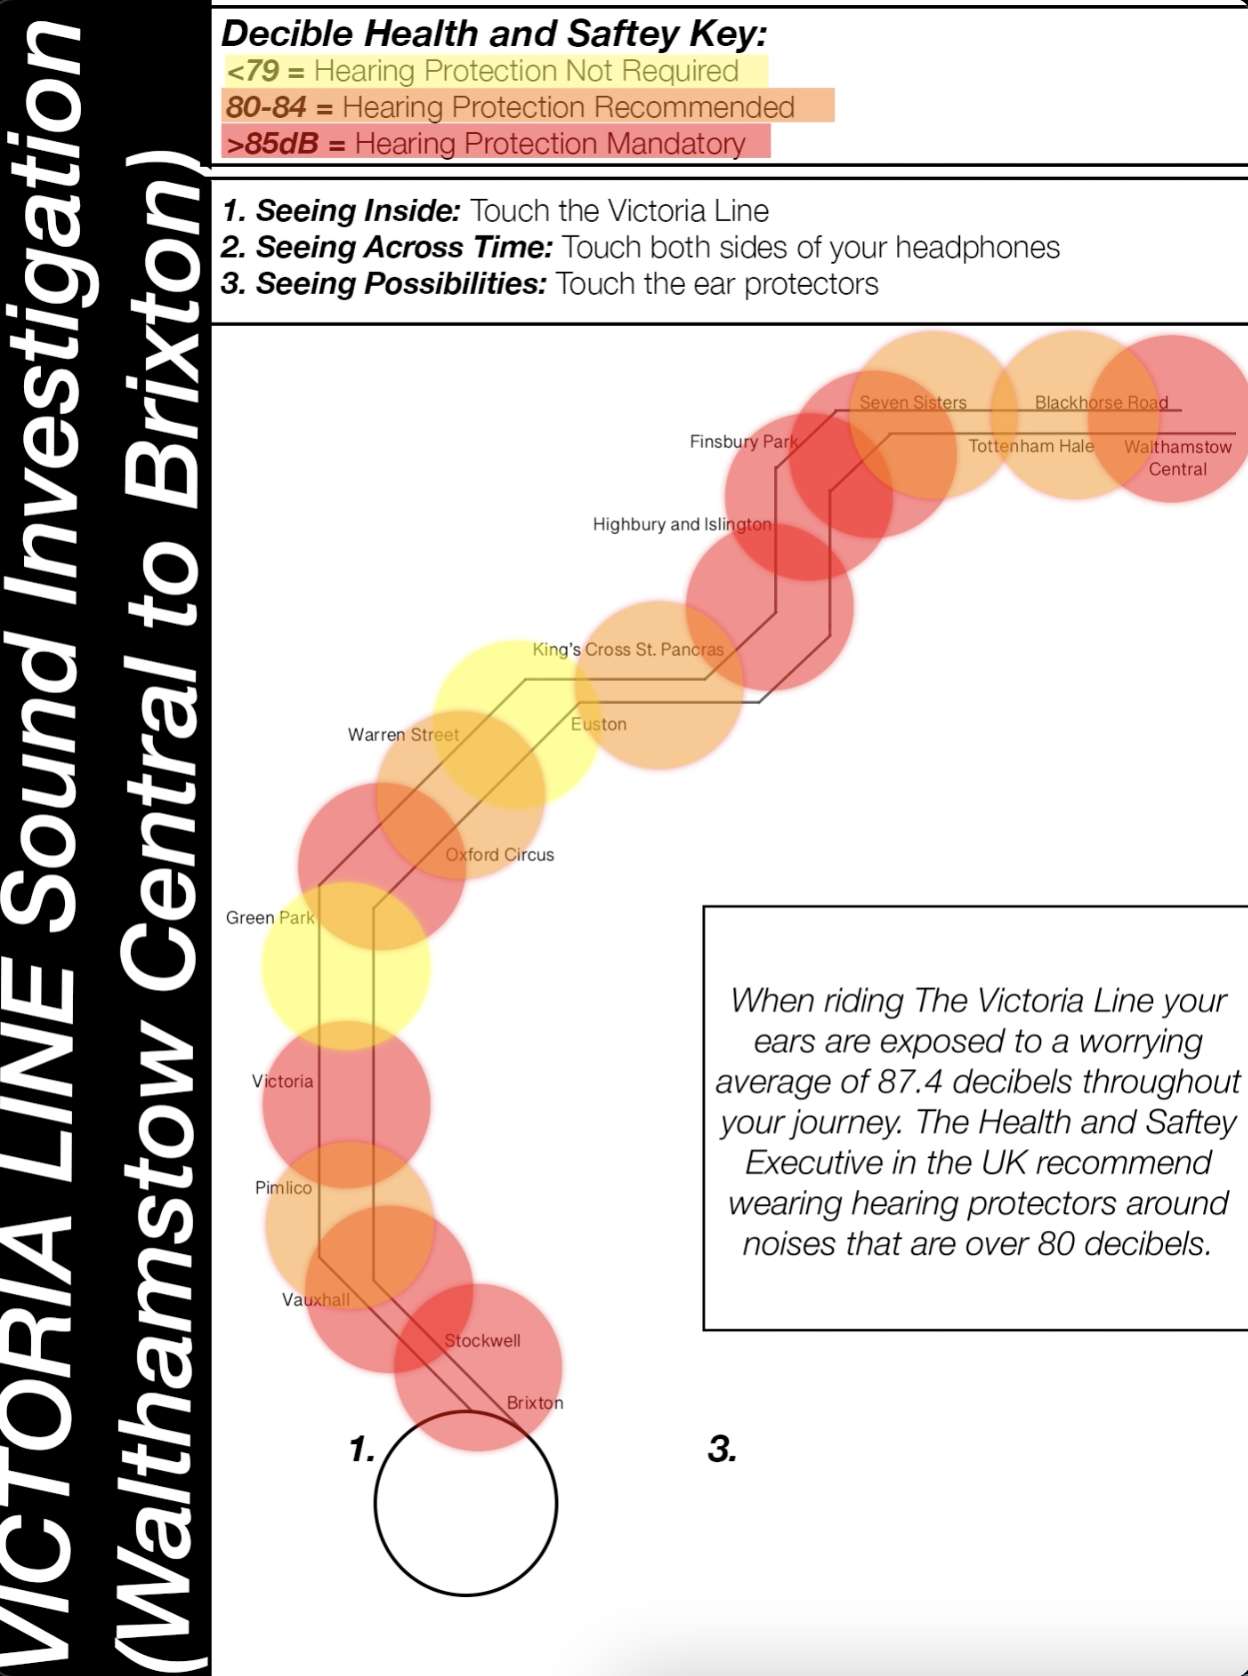 VICTORIA LINE Sound Investigation
(Walthamstow Central to Brixton)
Decible Health and Saftey Key:
<79 = Hearing Protection Not Required
80-84 = Hearing Protection Recommended
>85dB = Hearing Protection Mandatory
1. Seeing Inside: Touch the Victoria Line
2. Seeing Across Time: Touch both sides of your headphones
3. Seeing Possibilities: Touch the ear protectors
Seven Sisters
Blackhorse Road
Finsbury Park
Tottenham Hale
Walthamstow
Central
Highbury and Islington
King's Cross St. Pancras
Euston
Warren Street
Oxford Circus
Green Park
Victoria
Pimlico
Vauxhall
Stockwell
Brixton
When riding The Victoria Line your
ears are exposed to a worrying
average of 87.4 decibels throughout
your journey. The Health and Saftey
Executive in the UK recommend
wearing hearing protectors around
noises that are over 80 decibels.
1.
3.